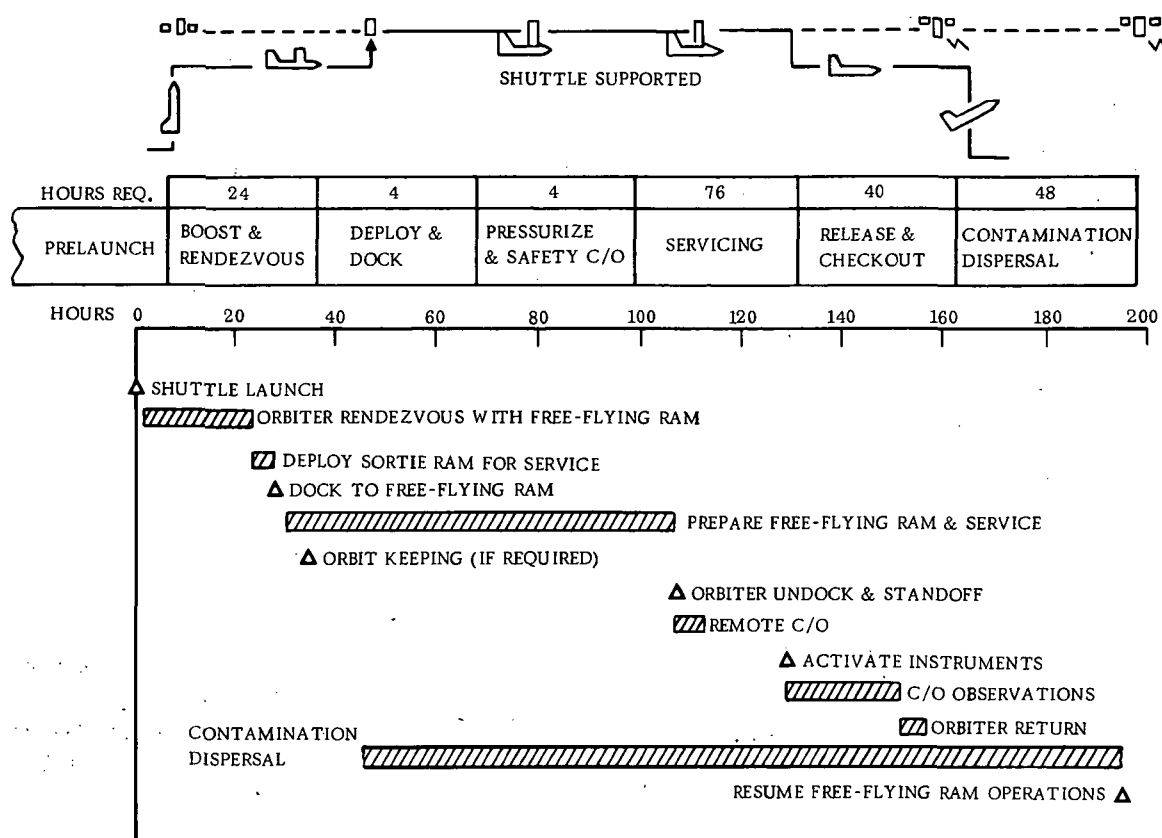 SHUTTLE SUPPORTED
HOURS REQ. 24 4 4 76 40 48
PRELAUNCH
BOOST &
RENDEZVOUS
DEPLOY &
DOCK
PRESSURIZE
& SAFETY C/O
SERVICING
RELEASE &
CHECKOUT
CONTAMINATION
DISPERSAL
HOURS 0 20 40 60 80 100 120 140 160 180 200
SHUTTLE LAUNCH
ORBITER RENDEZVOUS WITH FREE-FLYING RAM
DEPLOY SORTIE RAM FOR SERVICE
DOCK TO FREE-FLYING RAM
PREPARE FREE-FLYING RAM & SERVICE
ORBIT KEEPING (IF REQUIRED)
ORBITER UNDOCK & STANDOFF
REMOTE C/O
ACTIVATE INSTRUMENTS
C/O OBSERVATIONS
ORBITER RETURN
CONTAMINATION
DISPERSAL
RESUME FREE-FLYING RAM OPERATIONS